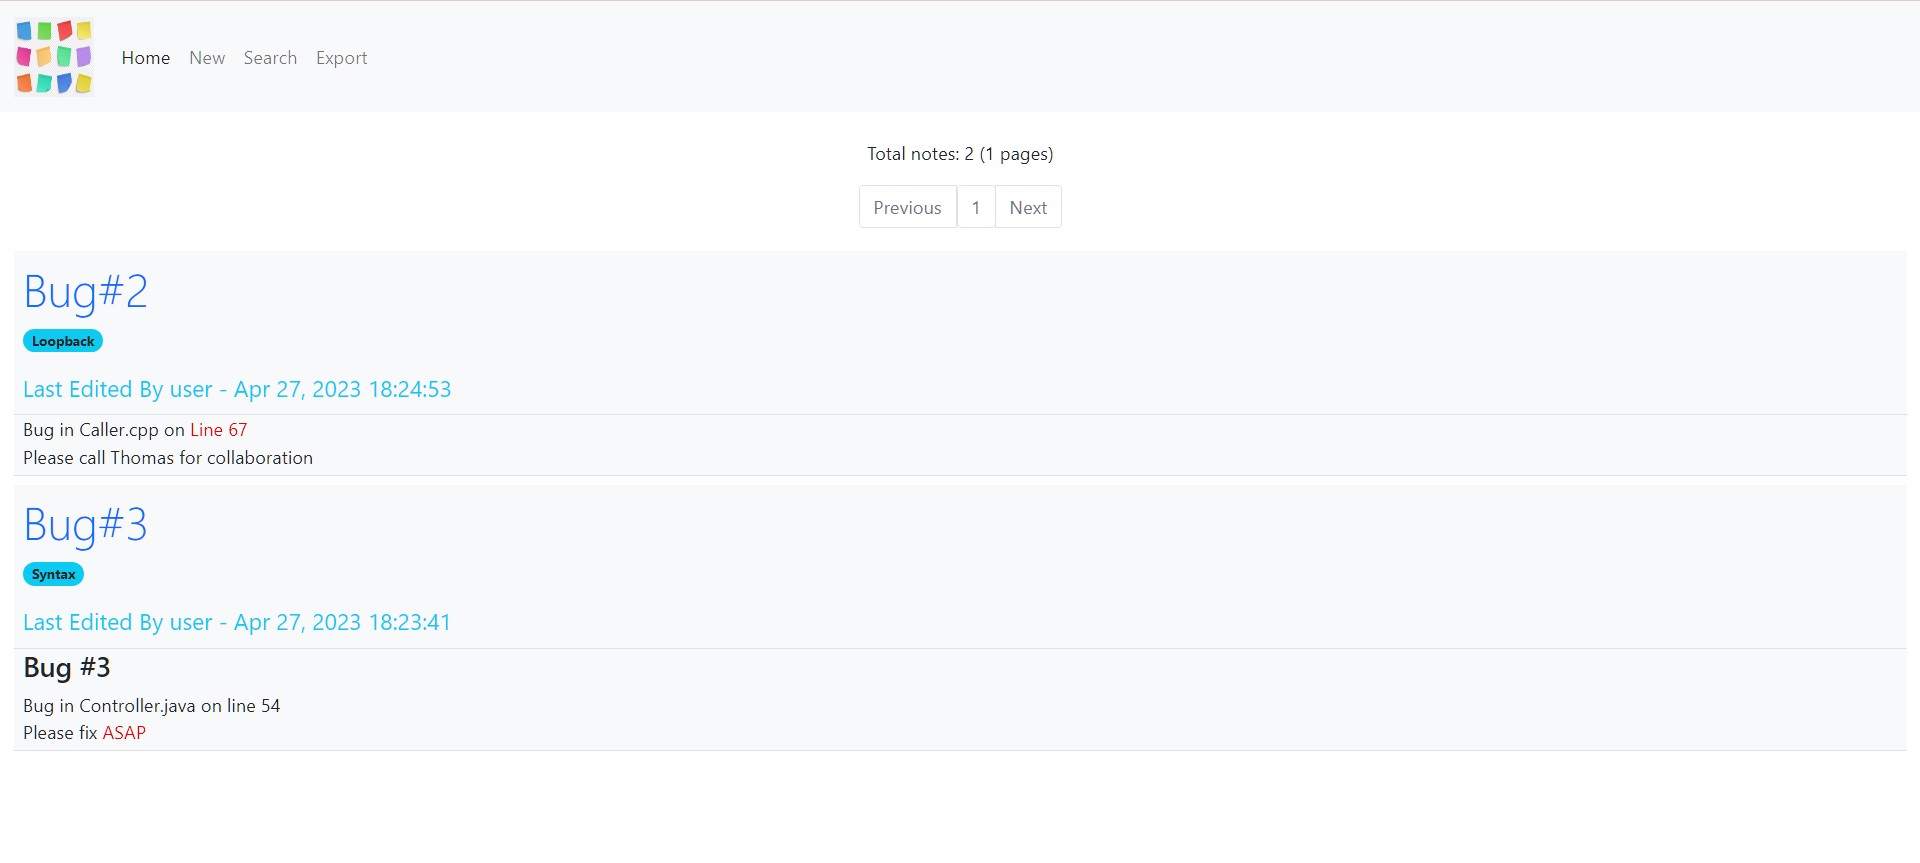 Home New Search Export
Total notes: 2 (1 pages)
Previous 1 Next
Bug#2
Loopback
Last Edited By user - Apr 27, 2023 18:24:53
Bug in Caller.cpp on Line 67
Please call Thomas for collaboration
Bug#3
Syntax
Last Edited By user - Apr 27, 2023 18:23:41
Bug #3
Bug in Controller.java on line 54
Please fix ASAP